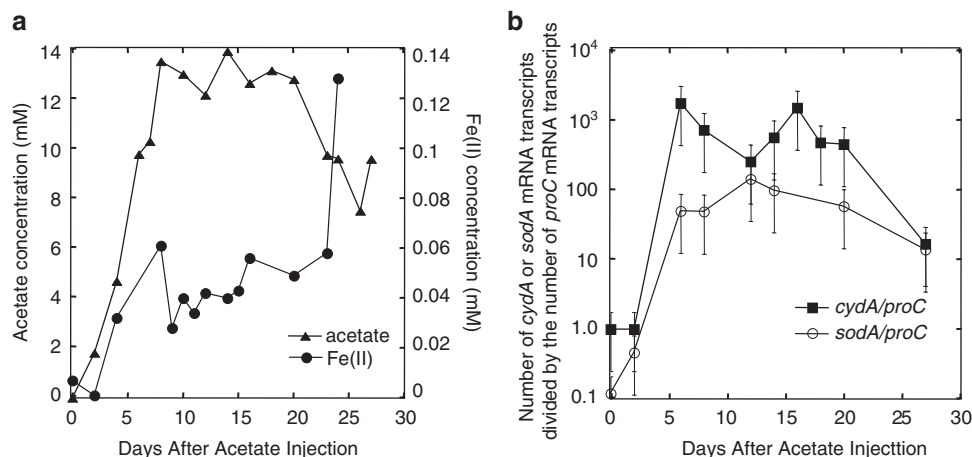 a
Acetate concentration (mM)
14
12
10
8
6
4
2
0
0.14
0.12
0.1
0.08
0.06
0.04
0.02
0
Fe(II) concentration (mM)
acetate
Fe(II)
0 5 10 15 20 25 30
Days After Acetate Injection
b
Number of cydA or sodA mRNA transcripts
divided by the number of proC mRNA transcripts
10^4
10^3
100
10
1.0
0.1
cydA/proC
sodA/proC
0 5 10 15 20 25 30
Days After Acetate Injecttion